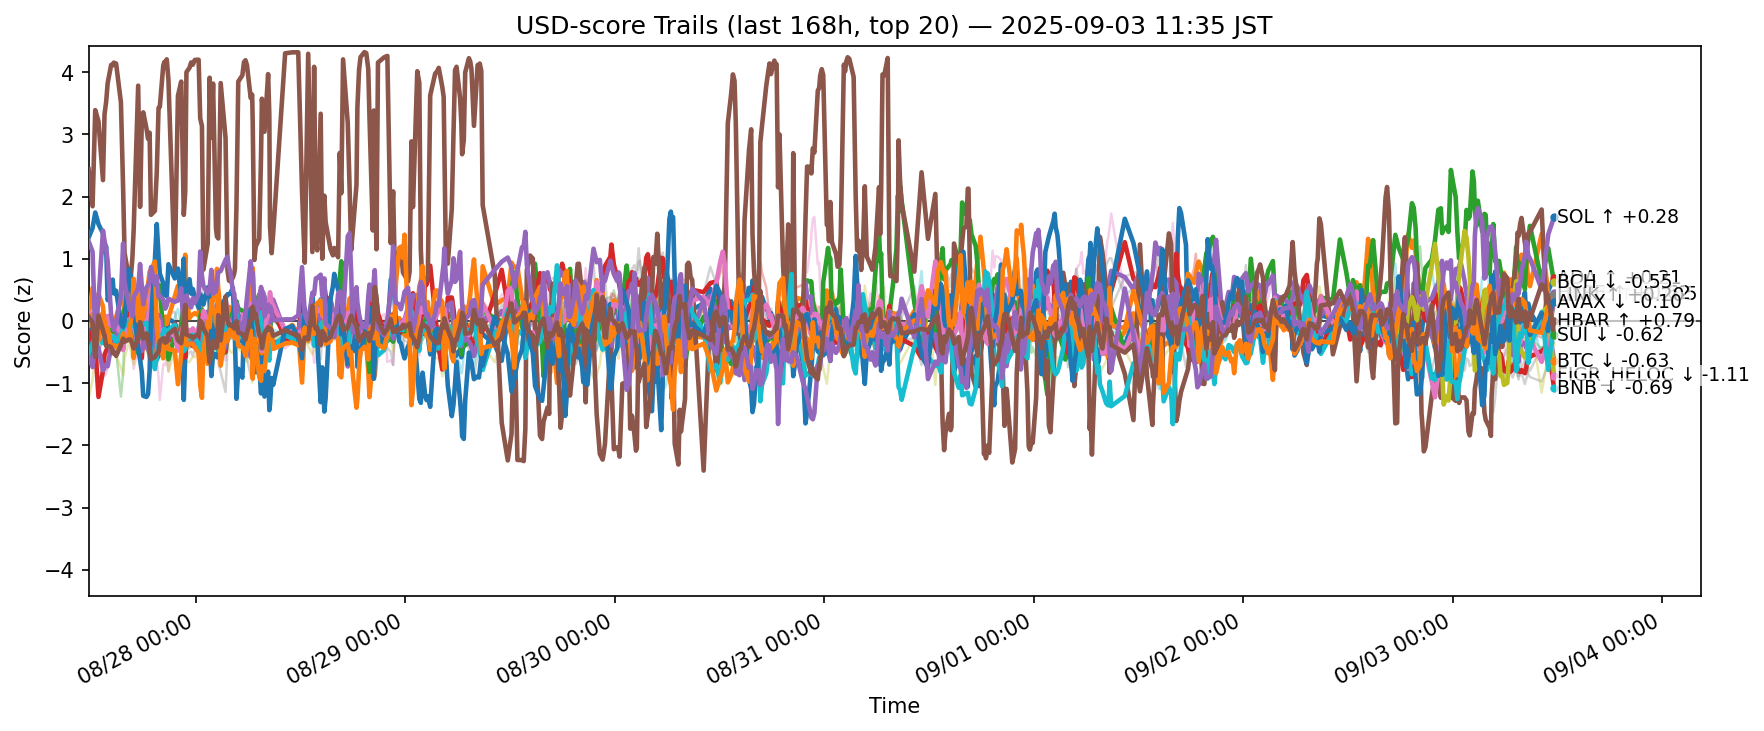 USD-score Trails (last 168h, top 20) — 2025-09-03 11:35 JST
Score (z)
4
3
2
1
0
−1
−2
−3
−4
SOL ↑ +0.28
BCH ↓ -0.55
AVAX ↓ -0.10
HBAR ↑ +0.79
SUI ↓ -0.62
BTC ↓ -0.63
FIGR_HELOC ↓ -1.11
BNB ↓ -0.69
08/28 00:00
08/29 00:00
08/30 00:00
08/31 00:00
09/01 00:00
09/02 00:00
09/03 00:00
09/04 00:00
Time